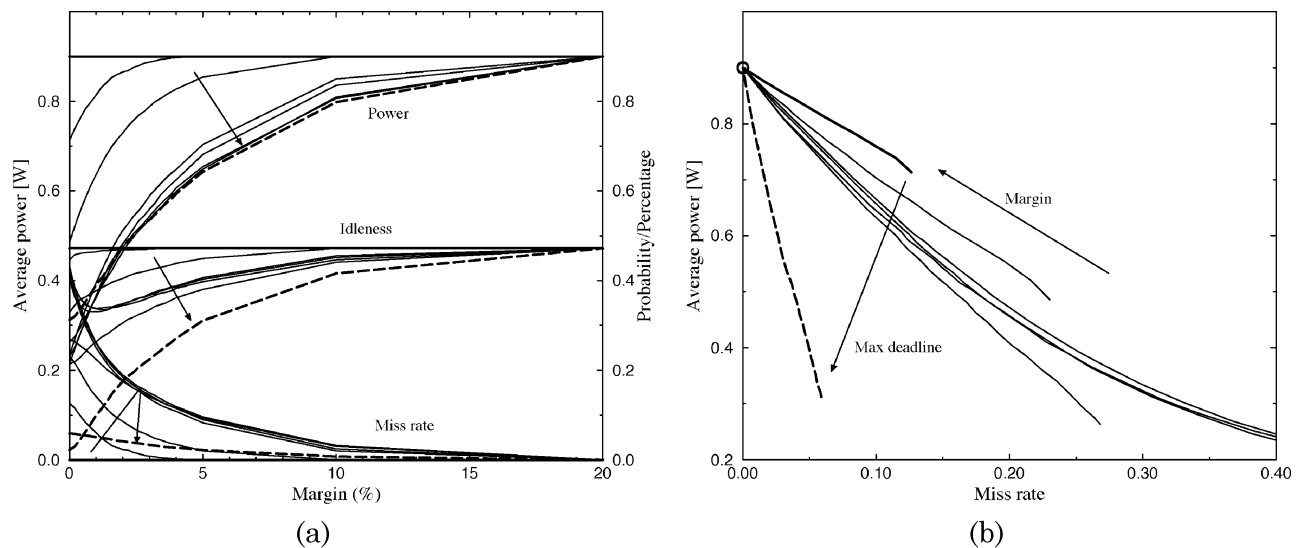 0.8
0.6
0.4
0.2
0.0
Average power [W]
Power
Idleness
Miss rate
0.8
0.6
0.4
0.2
0.0
Probability/Percentage
0
5
10
15
20
Margin (%)
(a)
0.8
0.6
0.4
0.2
Average power [W]
Margin
Max deadline
0.00
0.10
0.20
0.30
0.40
Miss rate
(b)